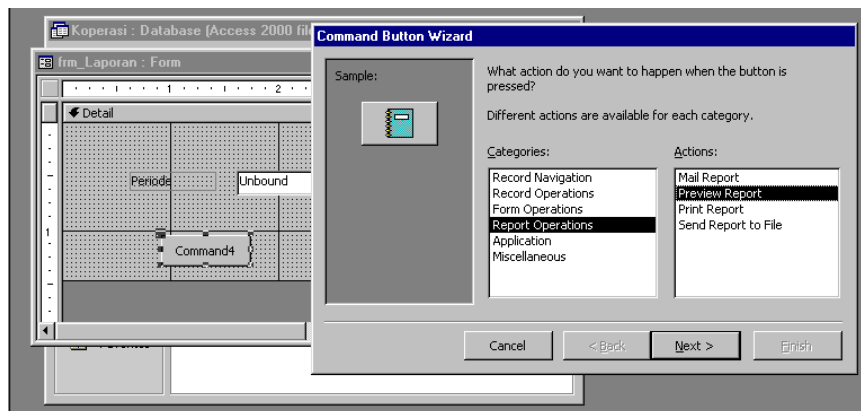 Koperasi : Database (Access 2000 fil
Command Button Wizard
frm_Laporan : Form
1
2
Detail
Periode
Unbound
1
Command4
Sample:
What action do you want to happen when the button is
pressed?
Different actions are available for each category.
Categories:
Record Navigation
Record Operations
Form Operations
Report Operations
Application
Miscellaneous
Actions:
Mail Report
Preview Report
Print Report
Send Report to File
Cancel
< Back
Next >
Finish